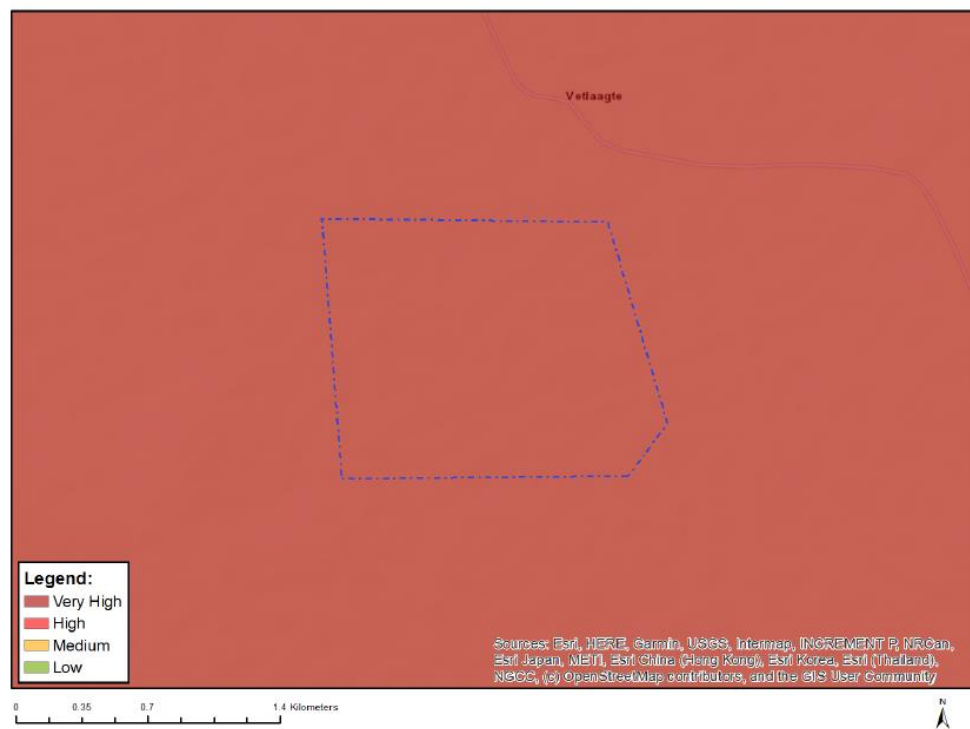 Vetlaagte
Legend:
Very High
High
Medium
Low
Sources: Esri, HERE, Garmin, USGS, Intermap, INCREMENT P, NRCan,
Esri Japan, METI, Esri China (Hong Kong), Esri Korea, Esri (Thailand),
NGCC, (c) OpenStreetMap contributors, and the GIS User Community
0 0.35 0.7 1.4 Kilometers
N